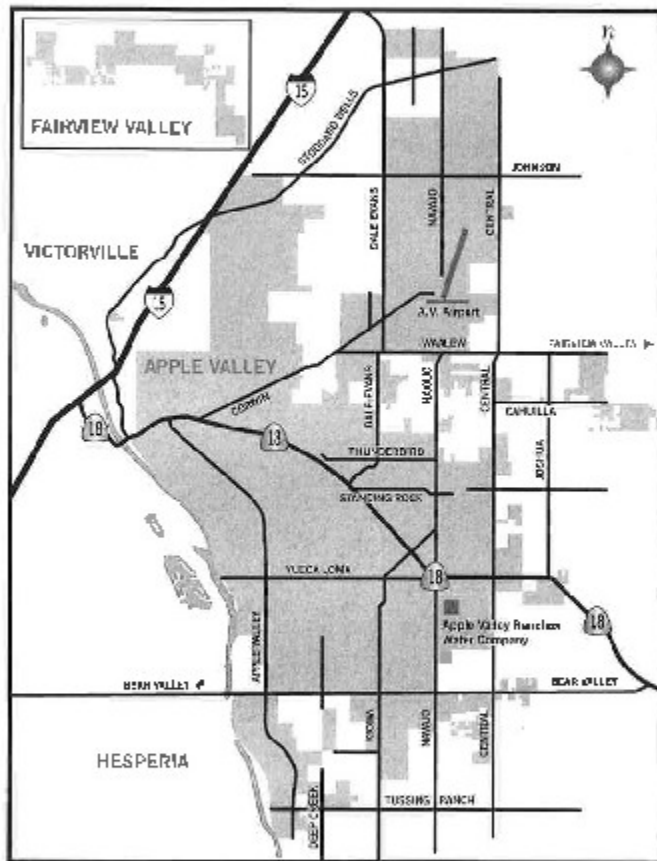 n
15
FAIRVIEW VALLEY
STODDARD WELLS
JOHNSON
DALE EVANS
NAVAJO
CENTRAL
VICTORVILLE
15
A.V. Airport
WAALEW
FAIRVIEW VALLEY
APPLE VALLEY
CORWIN
DALE EVANS
NAVAJO
CENTRAL
CAHUILLA
18
18
THUNDERBIRD
JOSHUA
STANDING ROCK
YUCCA LOMA
18
Apple Valley Ranchos
Water Company
18
APPLE VALLEY
BEAR VALLEY
BEAR VALLEY
KIOWA
NAVAJO
CENTRAL
HESPERIA
DEEP CREEK
TUSSING RANCH